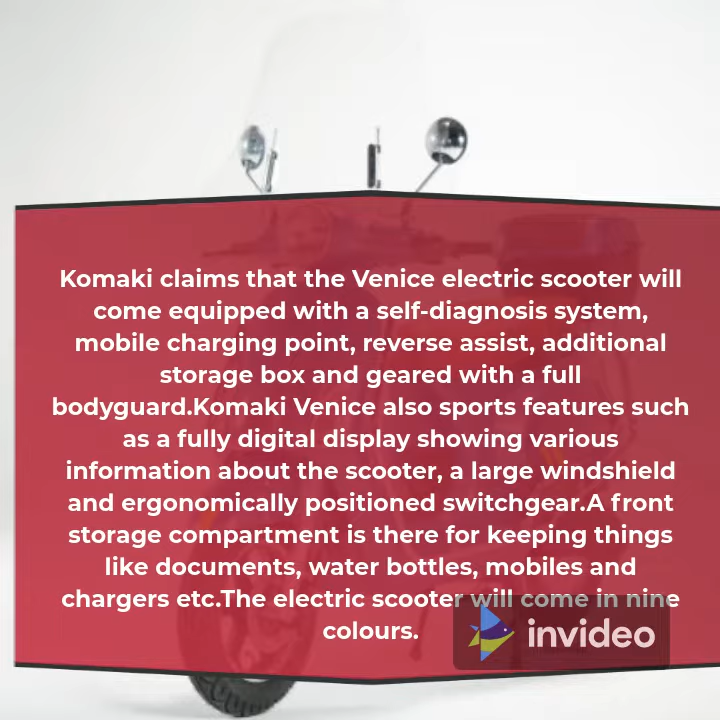 Komaki claims that the Venice electric scooter will
come equipped with a self-diagnosis system,
mobile charging point, reverse assist, additional
storage box and geared with a full
bodyguard.Komaki Venice also sports features such
as a fully digital display showing various
information about the scooter, a large windshield
and ergonomically positioned switchgear.A front
storage compartment is there for keeping things
like documents, water bottles, mobiles and
chargers etc.The electric scooter will come in nine
colours.
invideo